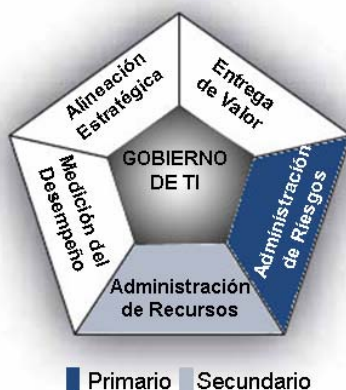 Alineación
Estratégica
Entrega
de Valor
GOBIERNO
DE TI
Medición del
Desempeño
Administración
de Riesgos
Administración
de Recursos
Primario Secundario